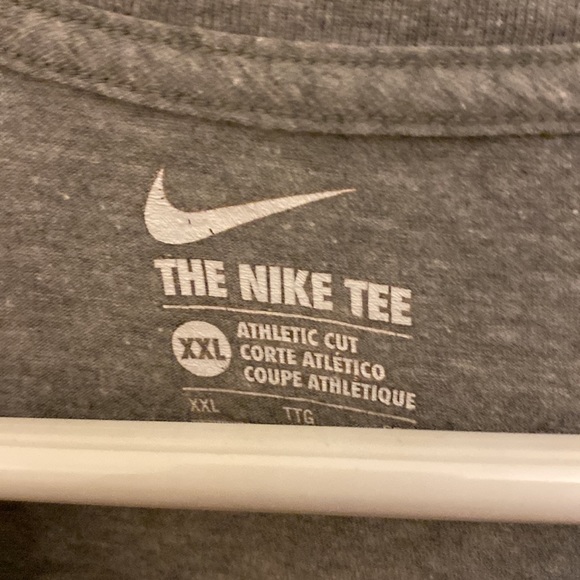 THE NIKE TEE
XXL
ATHLETIC CUT
CORTE ATLÉTICO
COUPE ATHLÉTIQUE
XXL TTG